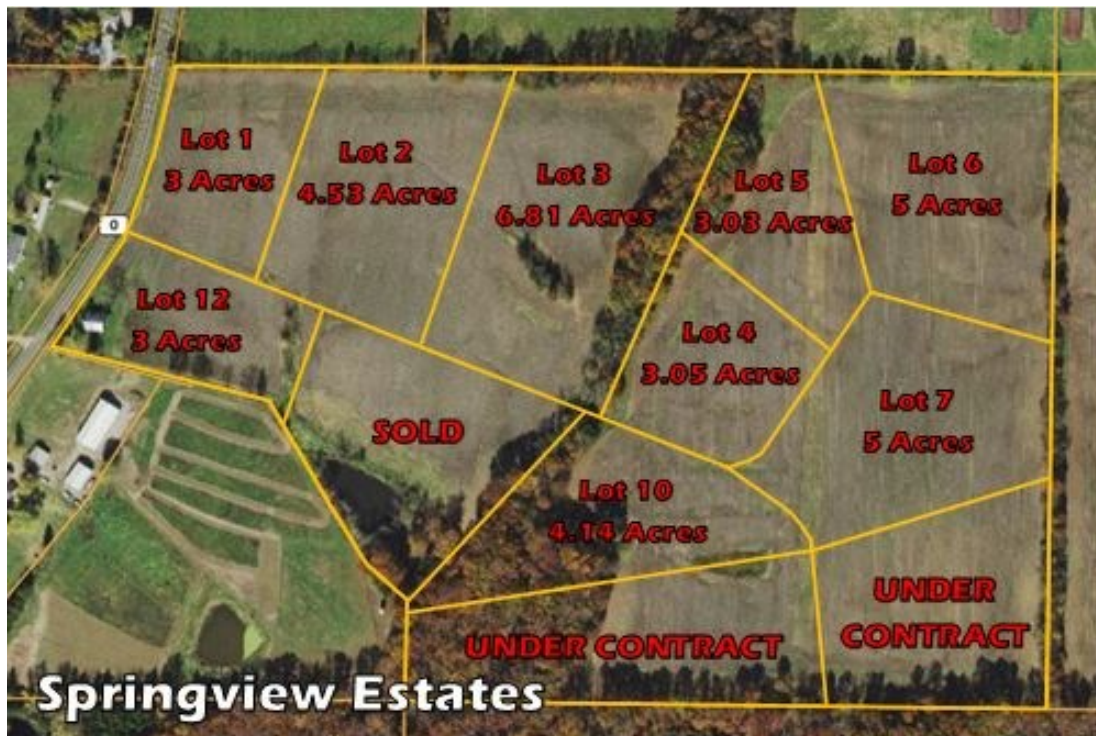 Lot 1
3 Acres
Lot 2
4.53 Acres
Lot 3
6.81 Acres
Lot 5
3.03 Acres
Lot 6
5 Acres
0
Lot 12
3 Acres
Lot 4
3.05 Acres
Lot 7
5 Acres
SOLD
Lot 10
4.14 Acres
UNDER CONTRACT
UNDER
CONTRACT
Springview Estates